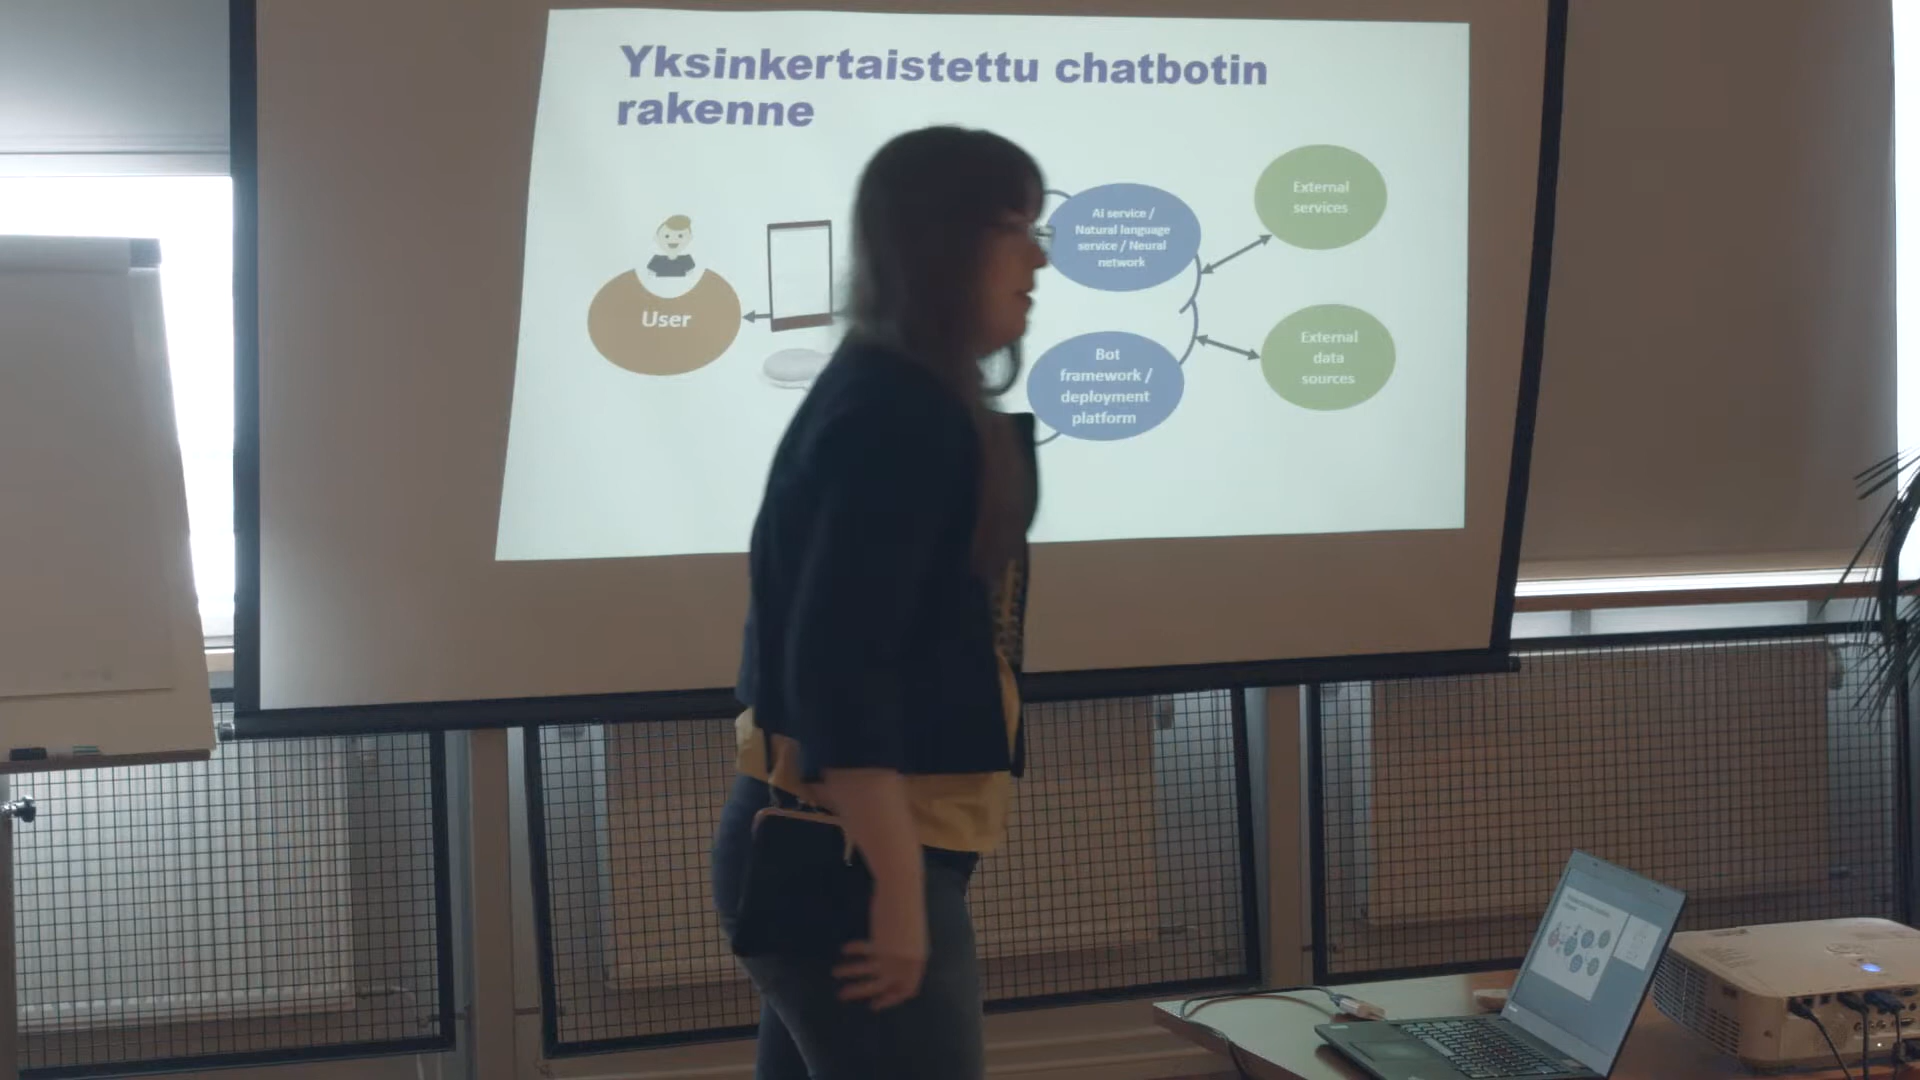 Yksinkertaistettu chatbotin
rakenne
User
AI service /
Natural language
service / Neural
network
Bot
framework /
deployment
platform
External
services
External
data
sources